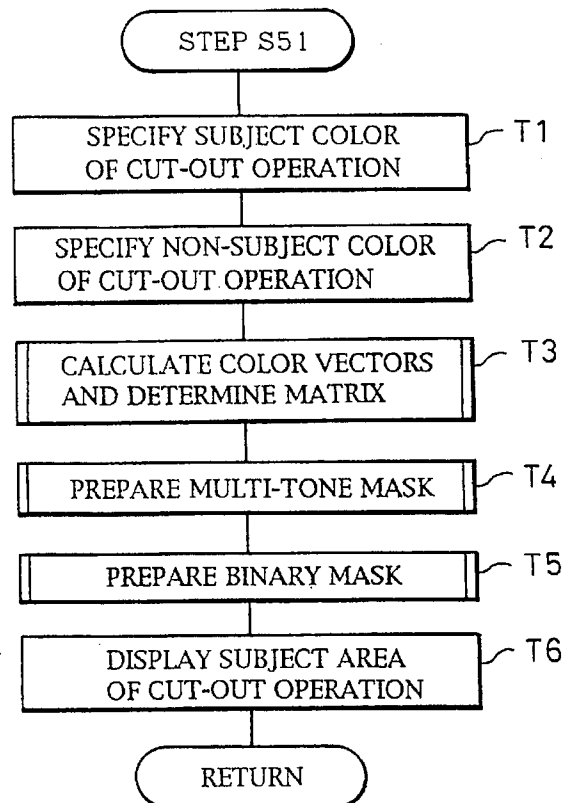 STEP S51
SPECIFY SUBJECT COLOR
OF CUT-OUT OPERATION
T1
SPECIFY NON-SUBJECT COLOR
OF CUT-OUT OPERATION
T2
CALCULATE COLOR VECTORS
AND DETERMINE MATRIX
T3
PREPARE MULTI-TONE MASK
T4
PREPARE BINARY MASK
T5
DISPLAY SUBJECT AREA
OF CUT-OUT OPERATION
T6
RETURN